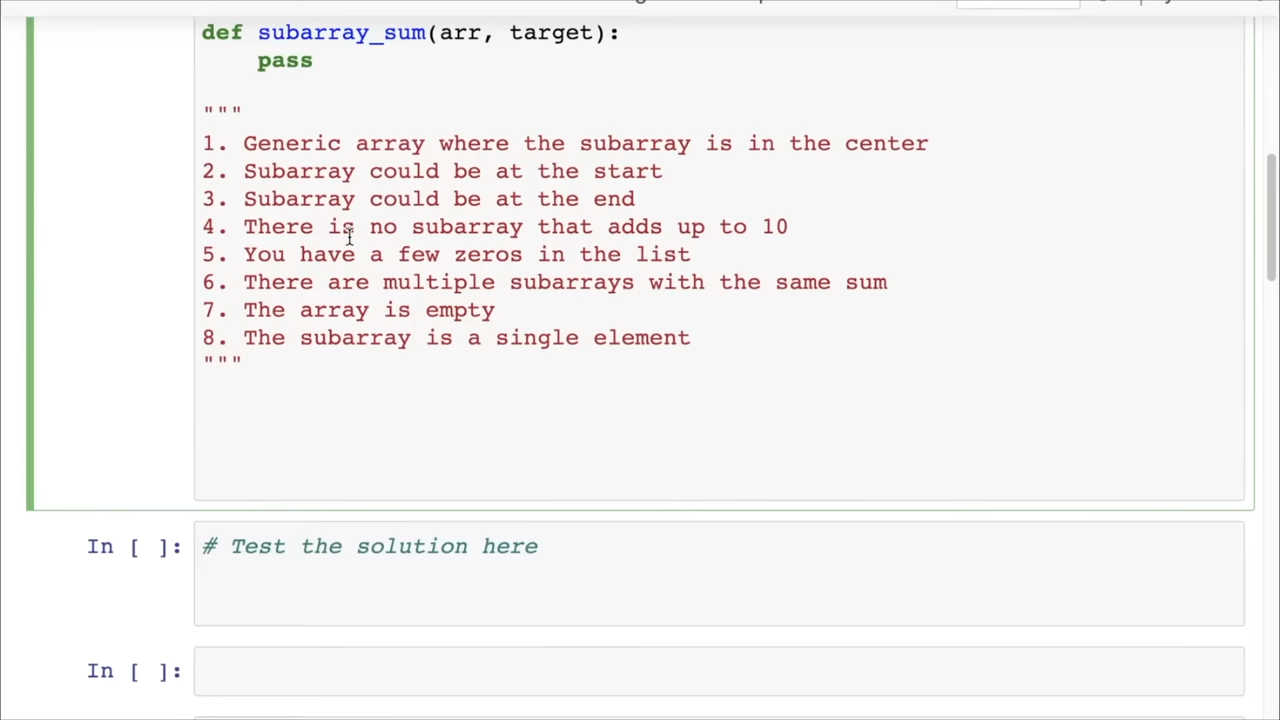 def subarray_sum(arr, target):
    pass
"""
1. Generic array where the subarray is in the center
2. Subarray could be at the start
3. Subarray could be at the end
4. There is no subarray that adds up to 10
5. You have a few zeros in the list
6. There are multiple subarrays with the same sum
7. The array is empty
8. The subarray is a single element
"""
In [ ]: # Test the solution here
In [ ]: